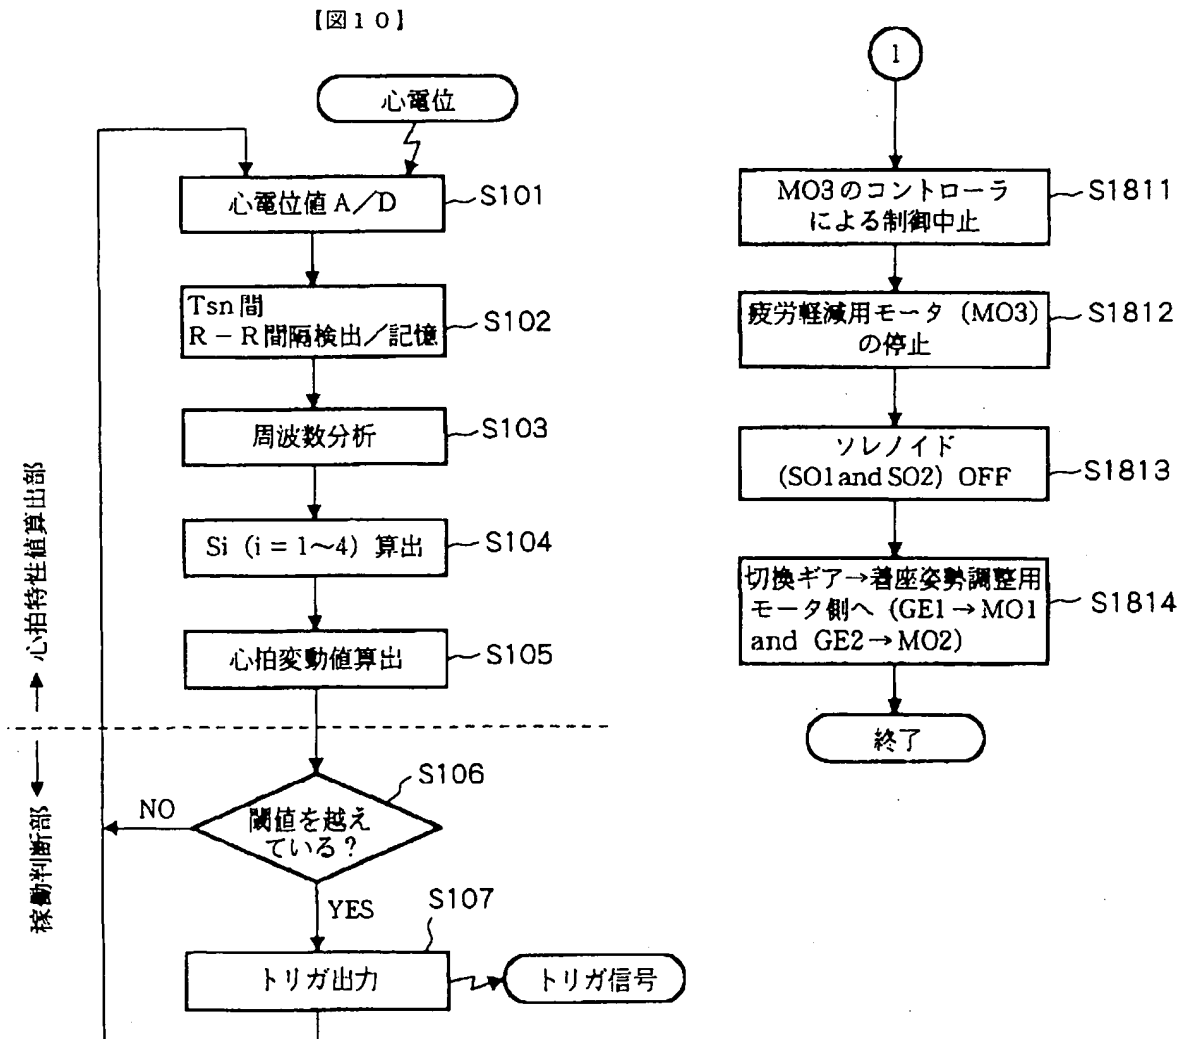 【図１０】
心電位
心電位値 A／D
S101
Tsn間
R－R間隔検出／記憶
S102
周波数分析
S103
Si（i＝1～4）算出
S104
心拍変動値算出
S105
心拍特性値算出部
稼働判断部
S106
閾値を越え
ている？
NO
YES
S107
トリガ出力
トリガ信号
1
MO3のコントローラ
による制御中止
S1811
疲労軽減用モータ（MO3）
の停止
S1812
ソレノイド
(SO1and SO2) OFF
S1813
切換ギア→着座姿勢調整用
モータ側へ（GE1→MO1
and GE2→MO2）
S1814
終了